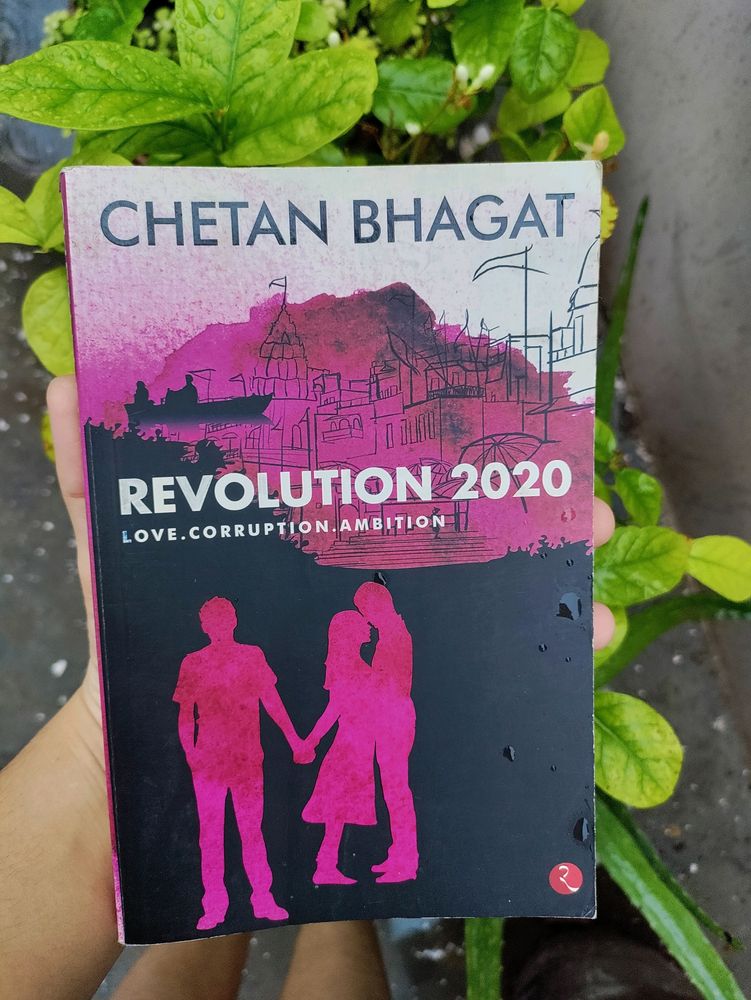 CHETAN BHAGAT
REVOLUTION 2020
LOVE.CORRUPTION.AMBITION